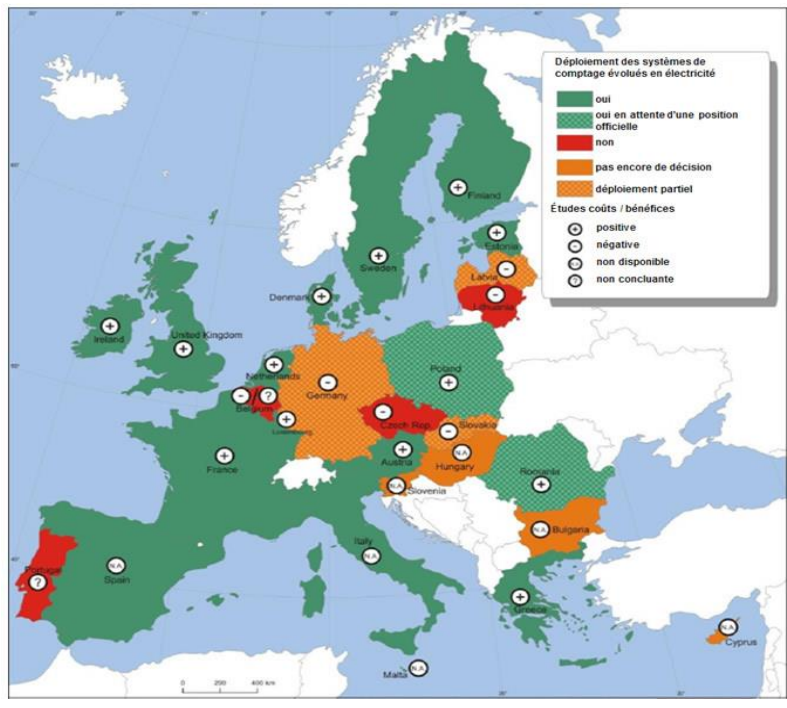 Déploiement des systèmes de
comptage évolués en électricité
oui
oui en attente d'une position
officielle
non
pas encore de décision
déploiement partiel
Études coûts / bénéfices
+ positive
- négative
N.A. non disponible
? non concluante
+
Finland
+
Estonia
+
Sweden
-
Latvia
-
Lithuania
Denmark +
+
Ireland
United Kingdom
+
+
Netherlands
- / ?
Belgium
-
Germany
Poland
+
+
Luxembourg
-
Czech Rep.
-
Slovakia
+
Austria
N.A.
Hungary
+
France
N.A.
Slovenia
Romania
+
N.A. Bulgaria
Italy
N.A.
N.A.
Spain
Portugal
?
+
Greece
N.A.
Cyprus
Malta N.A.
0 200 400 km